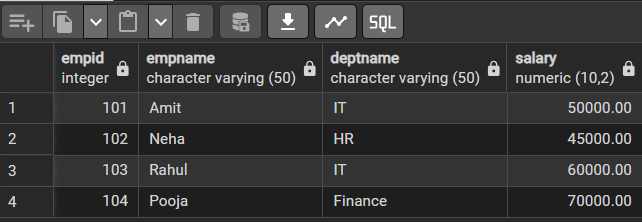 SQL
empid empname deptname salary
integer character varying (50) character varying (50) numeric (10,2)
1 101 Amit IT 50000.00
2 102 Neha HR 45000.00
3 103 Rahul IT 60000.00
4 104 Pooja Finance 70000.00